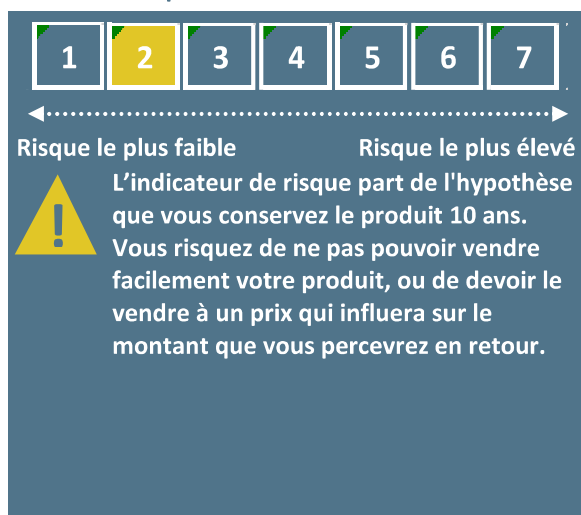 1 2 3 4 5 6 7
Risque le plus faible Risque le plus élevé
L’indicateur de risque part de l'hypothèse
que vous conservez le produit 10 ans.
Vous risquez de ne pas pouvoir vendre
facilement votre produit, ou de devoir le
vendre à un prix qui influera sur le
montant que vous percevrez en retour.